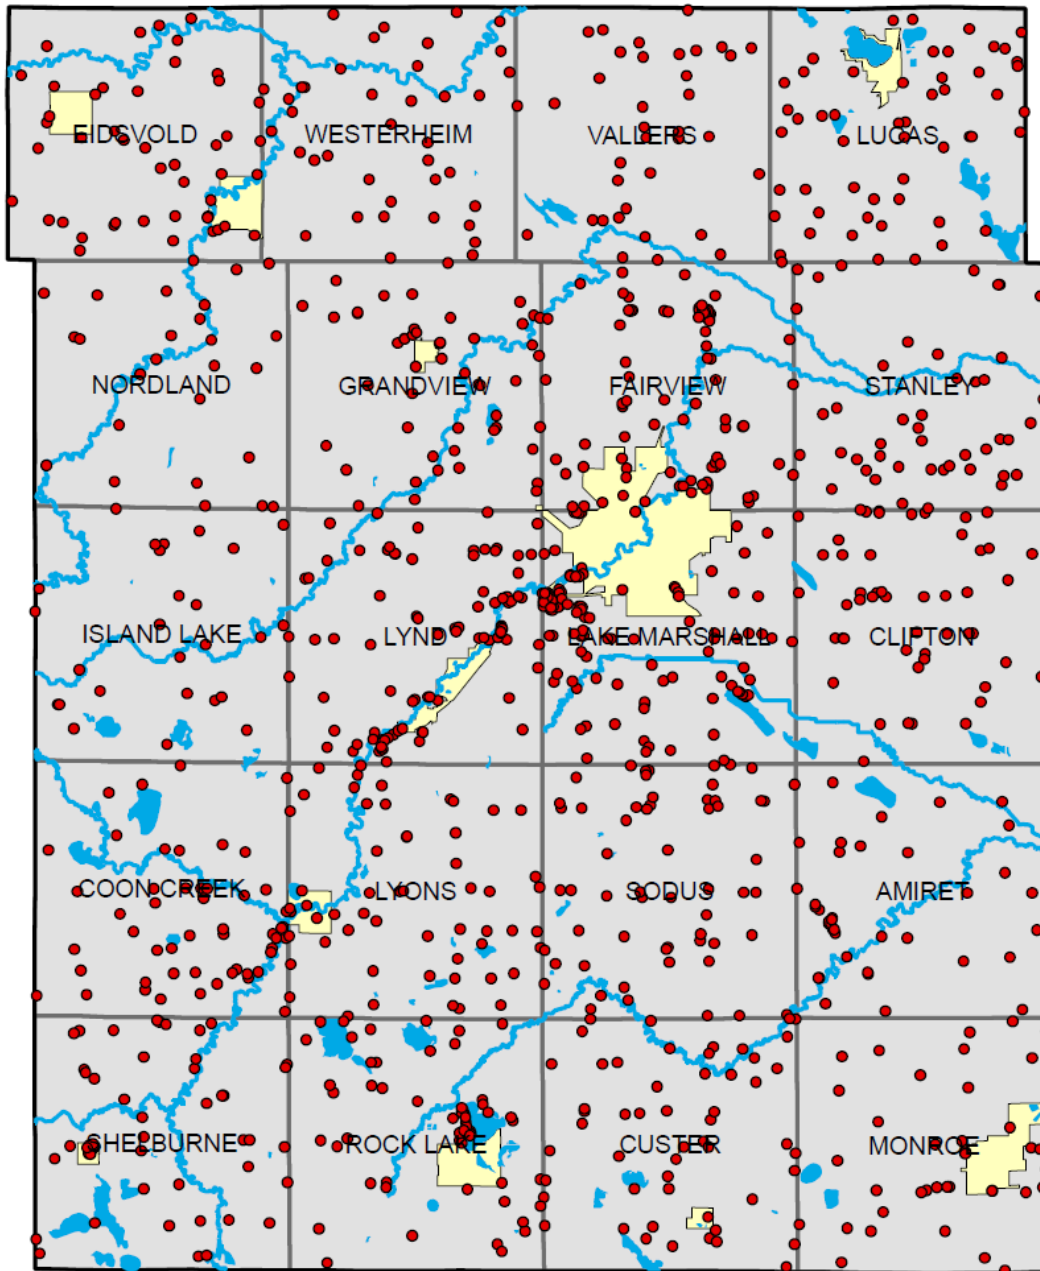 EIDSVOLD
WESTERHEIM
VALLERS
LUCAS
NORDLAND
GRANDVIEW
FAIRVIEW
STANLEY
ISLAND LAKE
LYND
LAKE MARSHALL
CLIFTON
COON CREEK
LYONS
SODUS
AMIRET
SHELBURNE
ROCK LAKE
CUSTER
MONROE